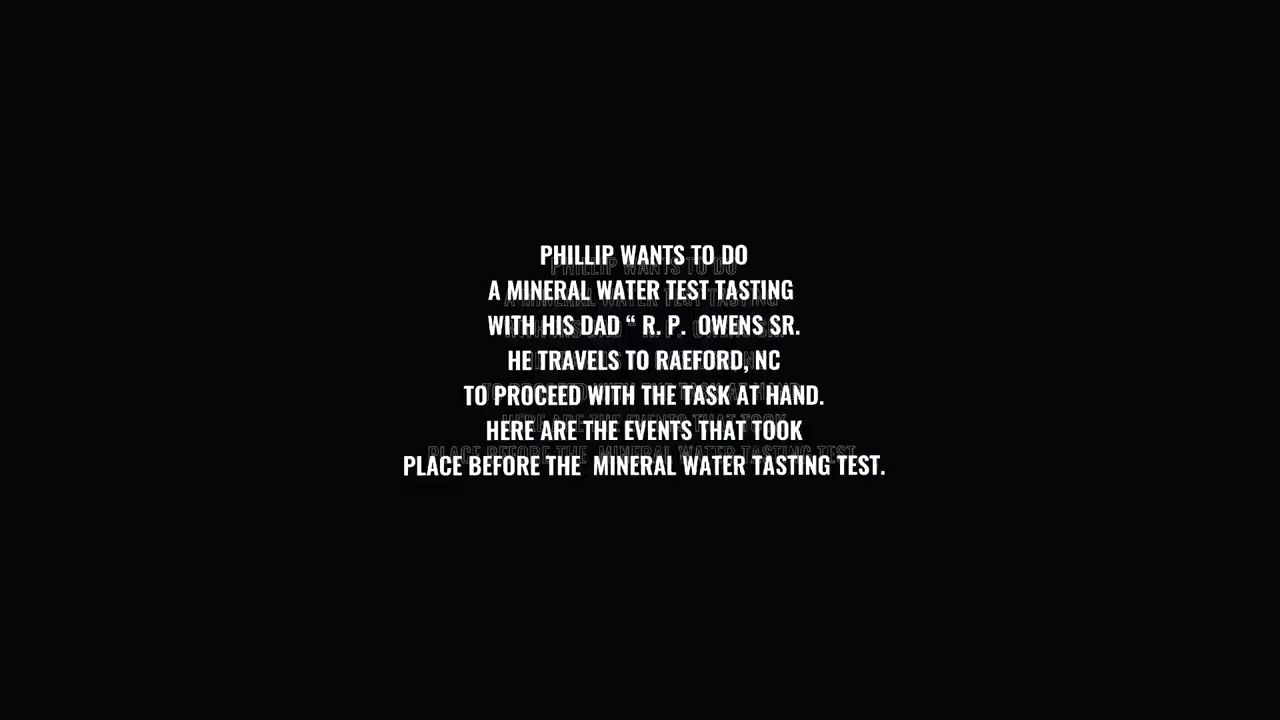 PHILLIP WANTS TO DO
A MINERAL WATER TEST TASTING
WITH HIS DAD “ R. P.  OWENS SR.
HE TRAVELS TO RAEFORD, NC
TO PROCEED WITH THE TASK AT HAND.
HERE ARE THE EVENTS THAT TOOK
PLACE BEFORE THE  MINERAL WATER TASTING TEST.